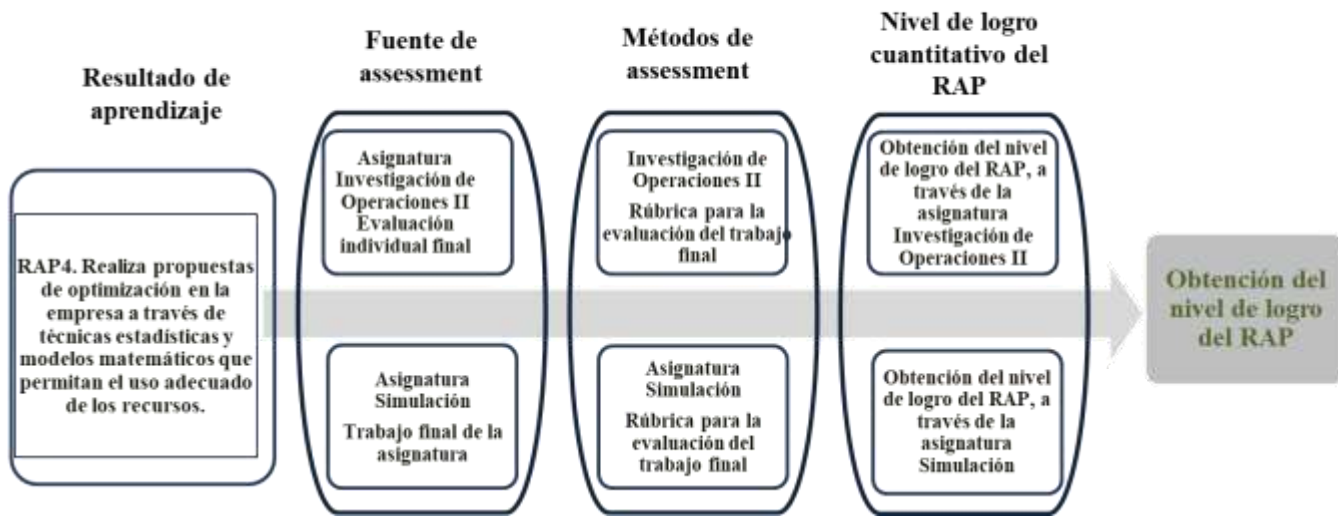 Resultado de
aprendizaje
RAP4. Realiza propuestas
de optimización en la
empresa a través de
técnicas estadísticas y
modelos matemáticos que
permitan el uso adecuado
de los recursos.
Fuente de
assessment
Asignatura
Investigación de
Operaciones II
Evaluación
individual final
Asignatura
Simulación
Trabajo final de la
asignatura
Métodos de
assessment
Investigación de
Operaciones II
Rúbrica para la
evaluación del trabajo
final
Asignatura
Simulación
Rúbrica para la
evaluación del
trabajo final
Nivel de logro
cuantitativo del
RAP
Obtención del nivel
de logro del RAP, a
través de la
asignatura
Investigación de
Operaciones II
Obtención del nivel
de logro del RAP, a
través de la
asignatura
Simulación
Obtención del
nivel de logro
del RAP